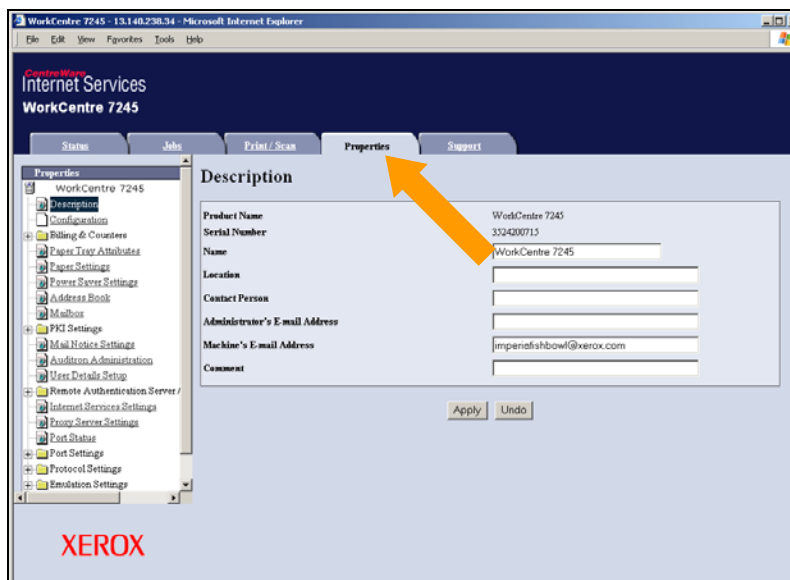 WorkCentre 7245 - 13.140.238.34 - Microsoft Internet Explorer
File Edit View Favorites Tools Help
CentreWare
Internet Services
WorkCentre 7245
Status Jobs Print / Scan Properties Support
Properties
WorkCentre 7245
Description
Configuration
Billing & Counters
Paper Tray Attributes
Paper Settings
Power Saver Settings
Address Book
Mailbox
PKI Settings
Mail Notice Settings
Auditron Administration
User Details Setup
Remote Authentication Server /
Internet Services Settings
Proxy Server Settings
Port Status
Port Settings
Protocol Settings
Emulation Settings
XEROX
Description
Product Name WorkCentre 7245
Serial Number 3524200715
Name WorkCentre 7245
Location
Contact Person
Administrator's E-mail Address
Machine's E-mail Address imperiefishbowl@xerox.com
Comment
Apply Undo